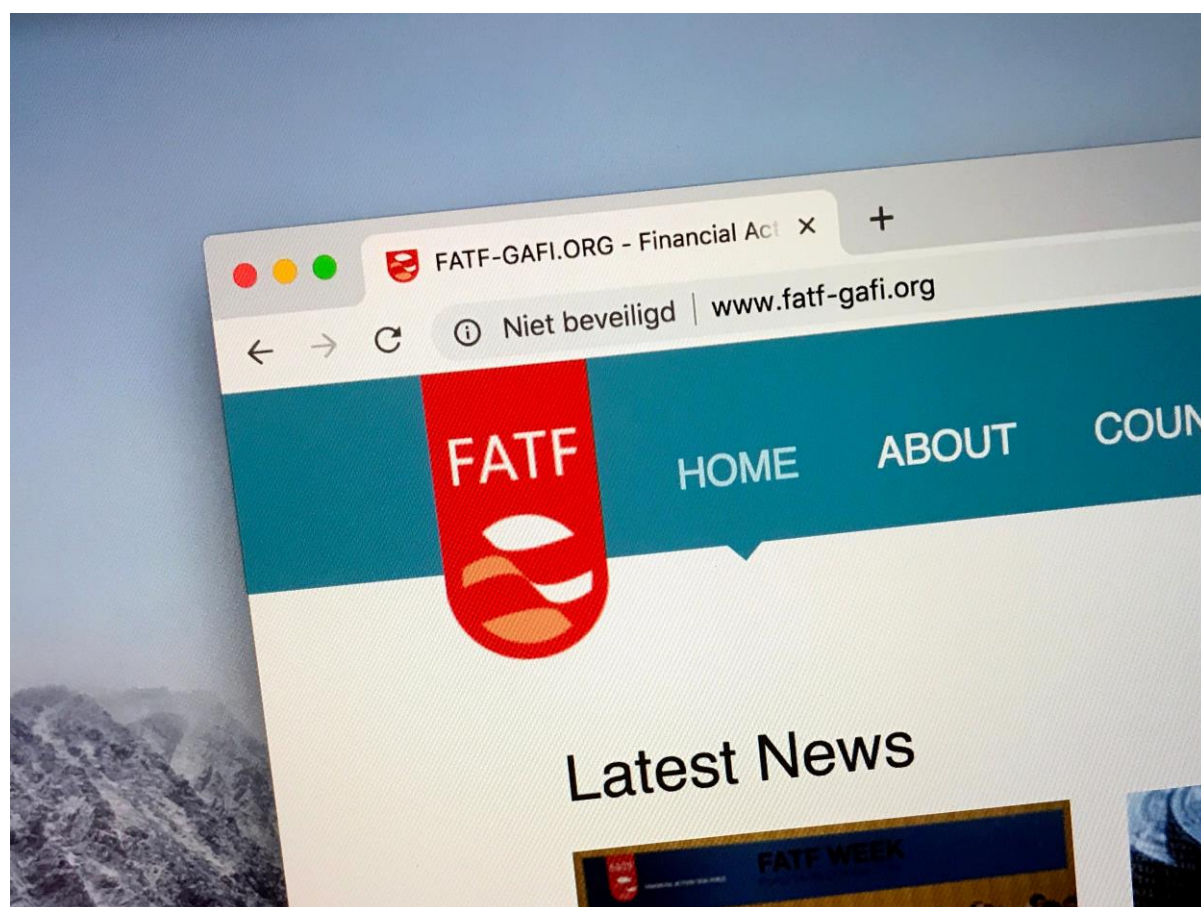 FATF-GAFI.ORG - Financial Act
Niet beveiligd | www.fatf-gafi.org
FATF
HOME
ABOUT
COUN
Latest News
FATF WEEK